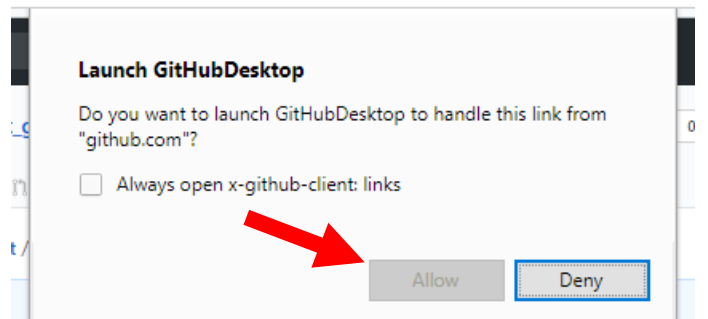 Launch GitHubDesktop
Do you want to launch GitHubDesktop to handle this link from
"github.com"?
Always open x-github-client: links
Allow
Deny